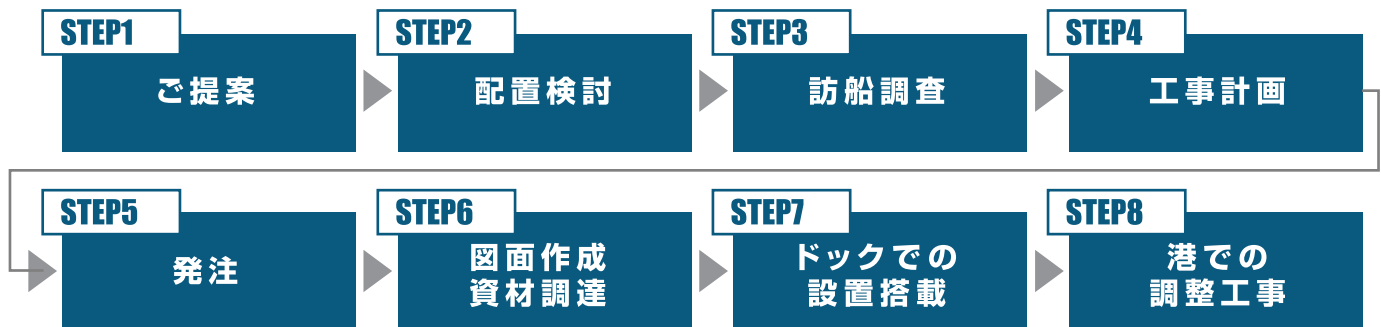 STEP1
ご提案
STEP2
配置検討
STEP3
訪船調査
STEP4
工事計画
STEP5
発注
STEP6
図面作成
資材調達
STEP7
ドックでの
設置搭載
STEP8
港での
調整工事